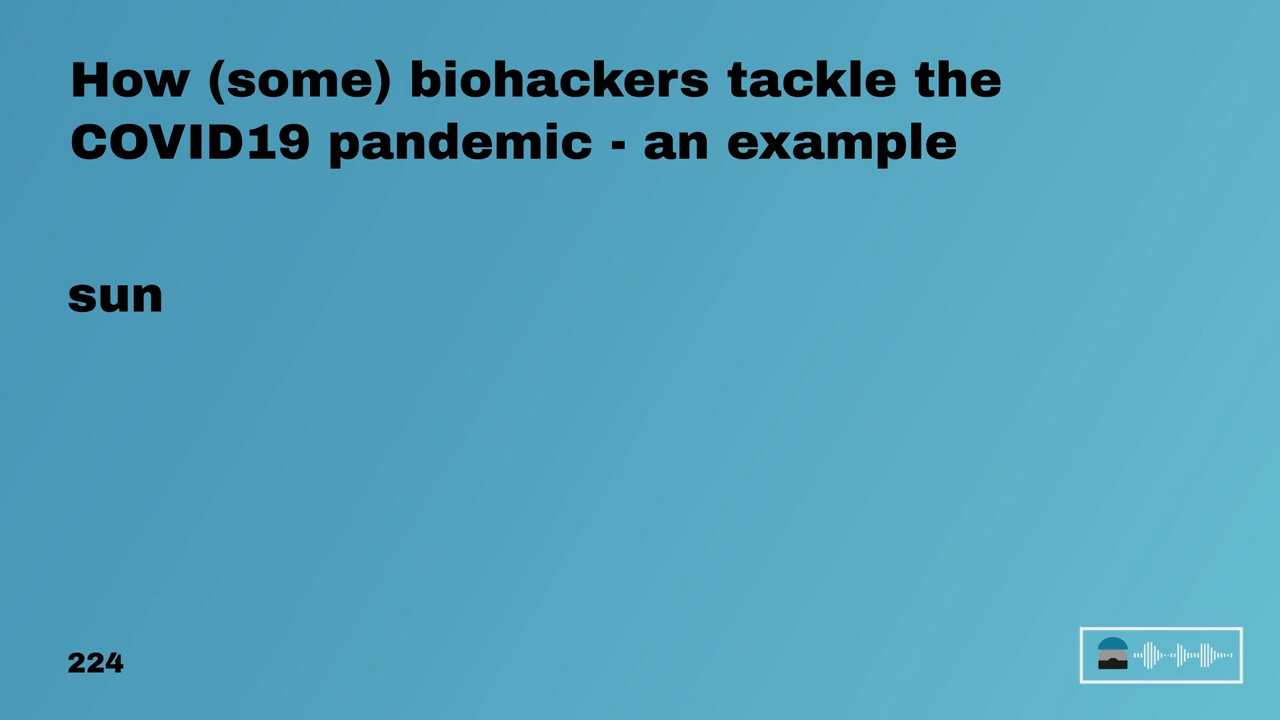 How (some) biohackers tackle the
COVID19 pandemic - an example
sun
224